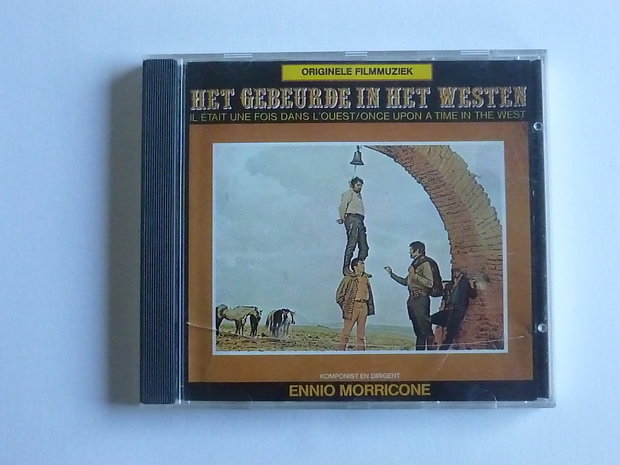 ORIGINELE FILMMUZIEK
HET GEBEURDE IN HET WESTEN
IL ÉTAIT UNE FOIS DANS L'OUEST/ONCE UPON A TIME IN THE WEST
KOMPONIST EN DIRIGENT
ENNIO MORRICONE